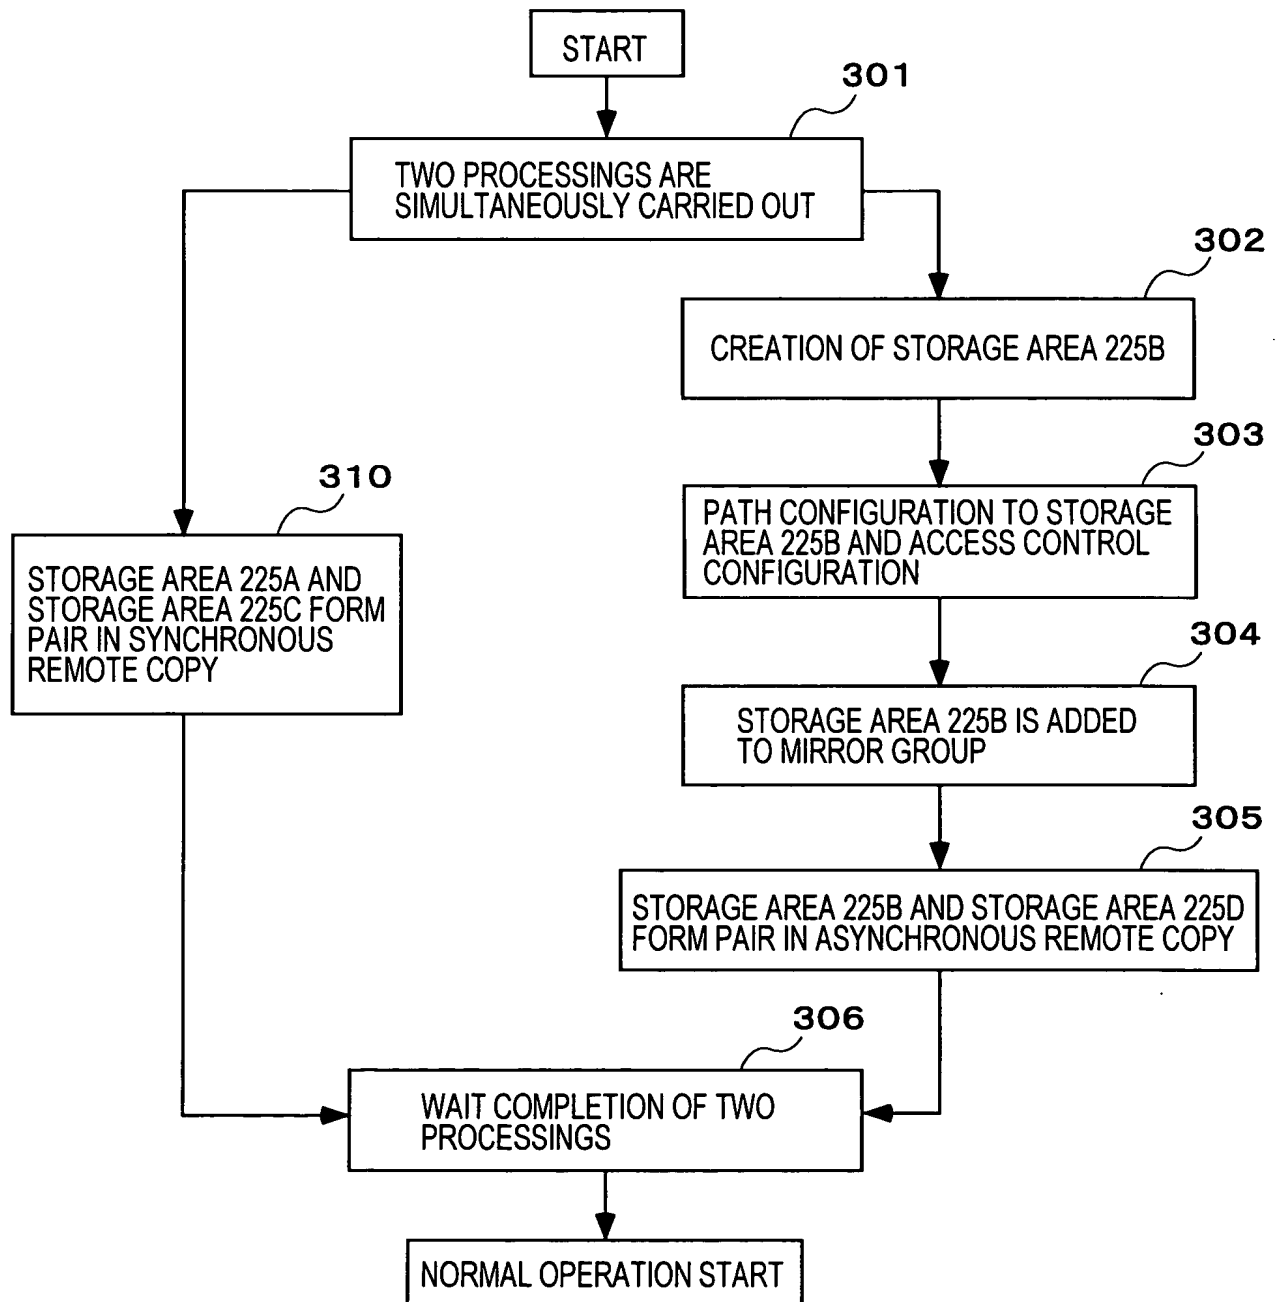 START
301
TWO PROCESSINGS ARE
SIMULTANEOUSLY CARRIED OUT
302
CREATION OF STORAGE AREA 225B
303
PATH CONFIGURATION TO STORAGE
AREA 225B AND ACCESS CONTROL
CONFIGURATION
310
STORAGE AREA 225A AND
STORAGE AREA 225C FORM
PAIR IN SYNCHRONOUS
REMOTE COPY
304
STORAGE AREA 225B IS ADDED
TO MIRROR GROUP
305
STORAGE AREA 225B AND STORAGE AREA 225D
FORM PAIR IN ASYNCHRONOUS REMOTE COPY
306
WAIT COMPLETION OF TWO
PROCESSINGS
NORMAL OPERATION START